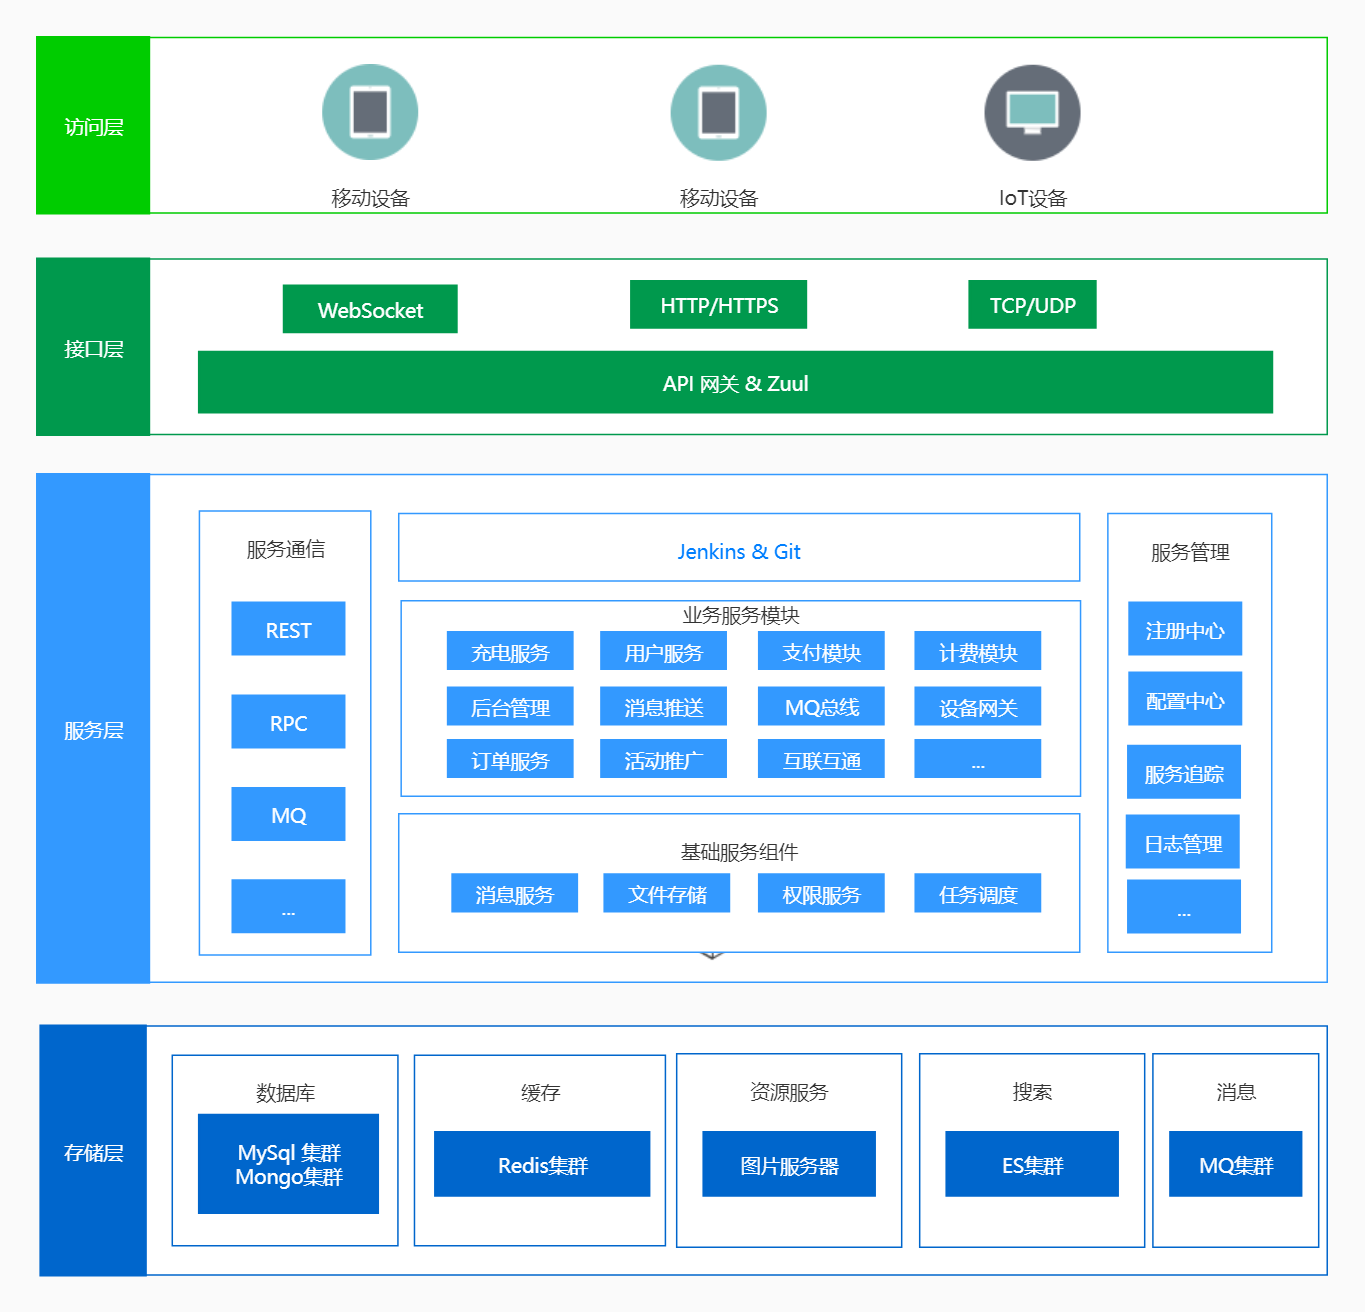 访问层
移动设备
移动设备
IoT设备
接口层
WebSocket
HTTP/HTTPS
TCP/UDP
API 网关 & Zuul
服务层
服务通信
REST
RPC
MQ
...
Jenkins & Git
业务服务模块
充电服务
用户服务
支付模块
计费模块
后台管理
消息推送
MQ总线
设备网关
订单服务
活动推广
互联互通
...
基础服务组件
消息服务
文件存储
权限服务
任务调度
服务管理
注册中心
配置中心
服务追踪
日志管理
...
存储层
数据库
MySql 集群
Mongo集群
缓存
Redis集群
资源服务
图片服务器
搜索
ES集群
消息
MQ集群